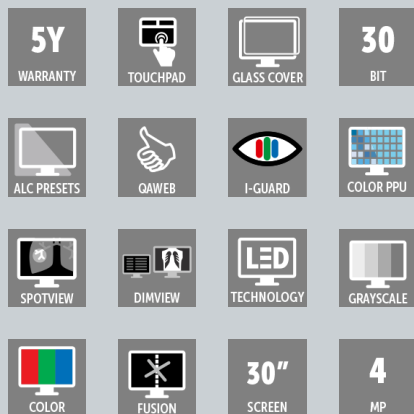 5Y
WARRANTY
TOUCHPAD
GLASS COVER
30
BIT
ALC PRESETS
QAWEB
I-GUARD
COLOR PPU
SPOTVIEW
DIMVIEW
LED
TECHNOLOGY
GRAYSCALE
COLOR
FUSION
30"
SCREEN
4
MP